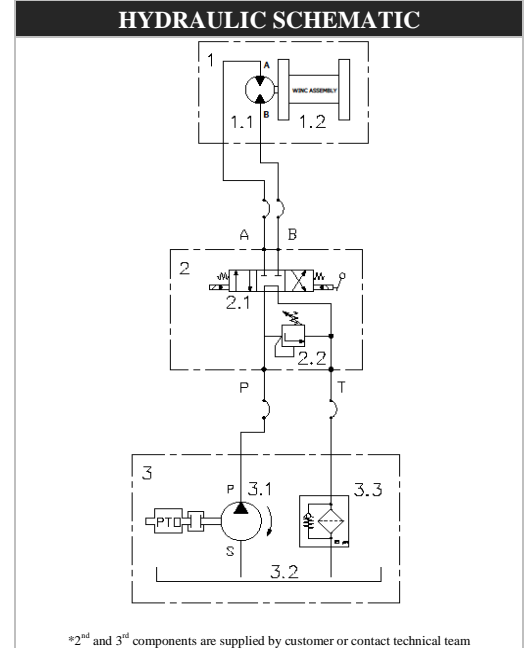 HYDRAULIC SCHEMATIC
1
A
WINC ASSEMBLY
B
1.1
1.2
A
B
2
2.1
2.2
P
T
3
P
3.1
3.3
PTO
S
3.2
*2nd and 3rd components are supplied by customer or contact technical team